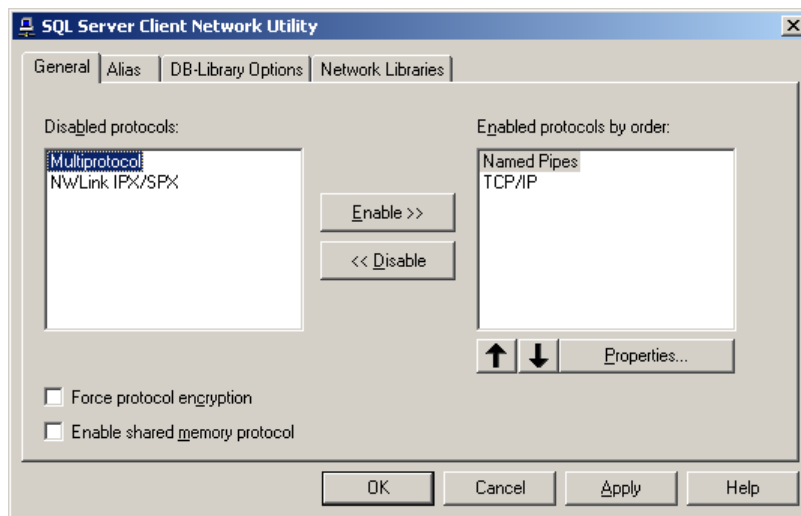 SQL Server Client Network Utility
General Alias DB-Library Options Network Libraries
Disabled protocols:
Multiprotocol
NWLink IPX/SPX
Enable >>
<< Disable
Enabled protocols by order:
Named Pipes
TCP/IP
Properties...
Force protocol encryption
Enable shared memory protocol
OK Cancel Apply Help